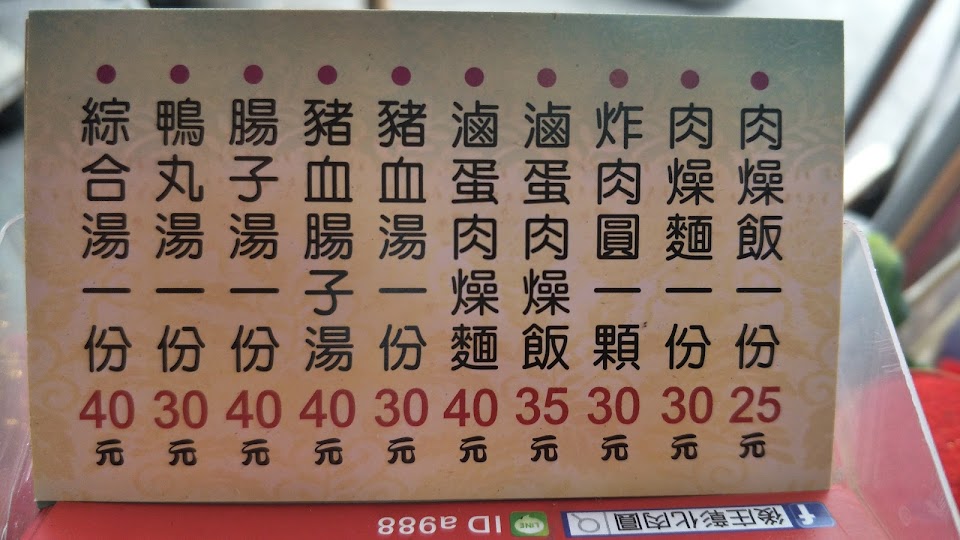 肉燥飯一份25元
肉燥麵一份30元
炸肉圓一顆30元
滷蛋肉燥飯35元
滷蛋肉燥麵40元
豬血湯一份30元
豬血腸子湯40元
腸子湯一份40元
鴨丸湯一份30元
綜合湯一份40元
f 後庄彰化肉圓 LINE ID a988